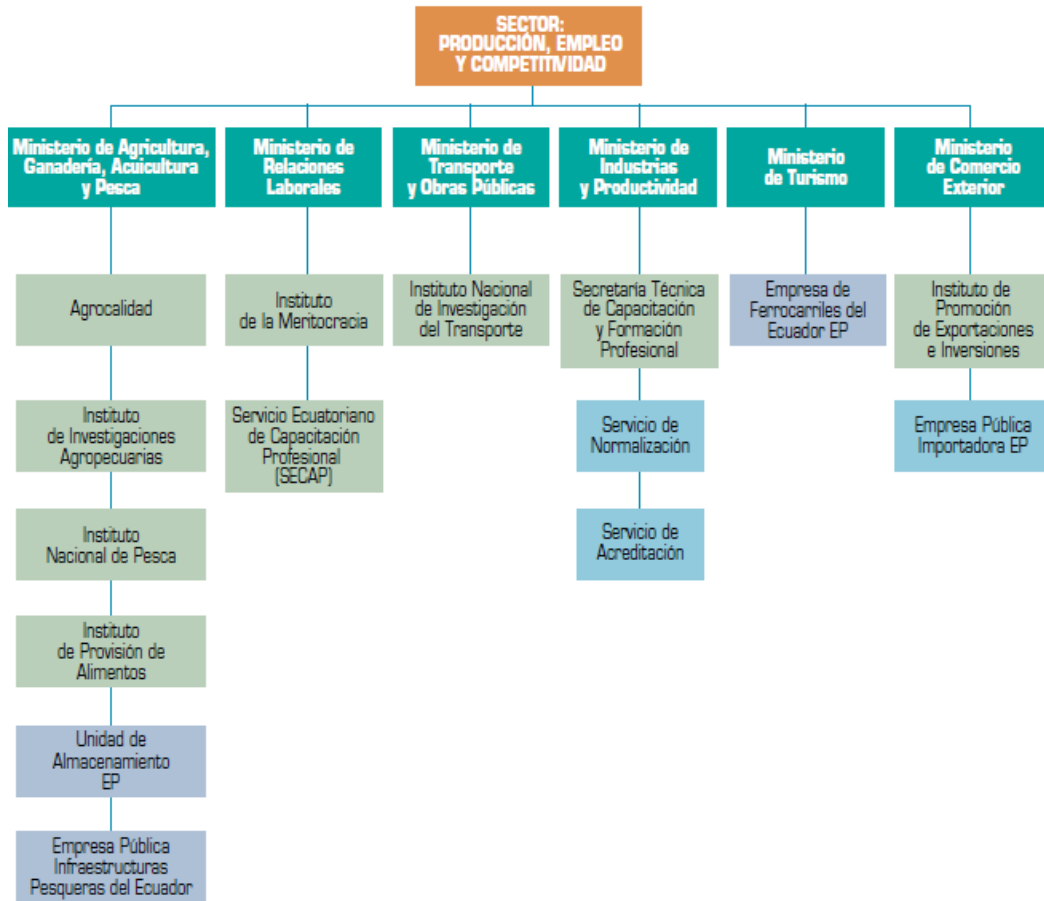 SECTOR:
PRODUCCIÓN, EMPLEO
Y COMPETITIVIDAD
Ministerio de Agricultura,
Ganadería, Acuicultura
y Pesca
Ministerio de
Relaciones
Laborales
Ministerio de
Transporte
y Obras Públicas
Ministerio de
Industrias
y Productividad
Ministerio
de Turismo
Ministerio
de Comercio
Exterior
Agrocalidad
Instituto
de la Meritocracia
Instituto Nacional
de Investigación
del Transporte
Secretaría Técnica
de Capacitación
y Formación
Profesional
Empresa de
Ferrocarriles del
Ecuador EP
Instituto de
Promoción
de Exportaciones
e Inversiones
Instituto
de Investigaciones
Agropecuarias
Servicio Ecuatoriano
de Capacitación
Profesional
(SECAP)
Servicio de
Normalización
Empresa Pública
Importadora EP
Instituto
Nacional de Pesca
Servicio de
Acreditación
Instituto
de Provisión de
Alimentos
Unidad de
Almacenamiento
EP
Empresa Pública
Infraestructuras
Pesqueras del Ecuador